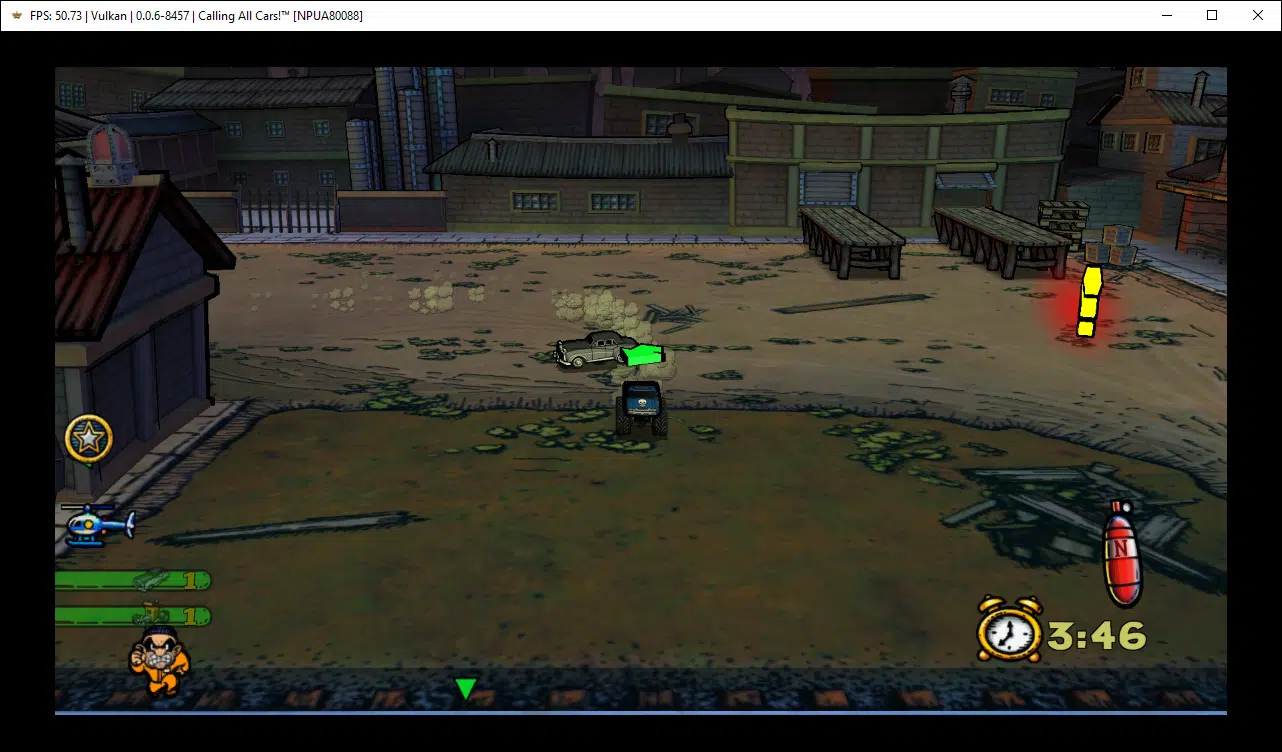 FPS: 50.73 | Vulkan | 0.0.6-8457 | Calling All Cars!™ [NPUA80088]
1
1
N
3:46